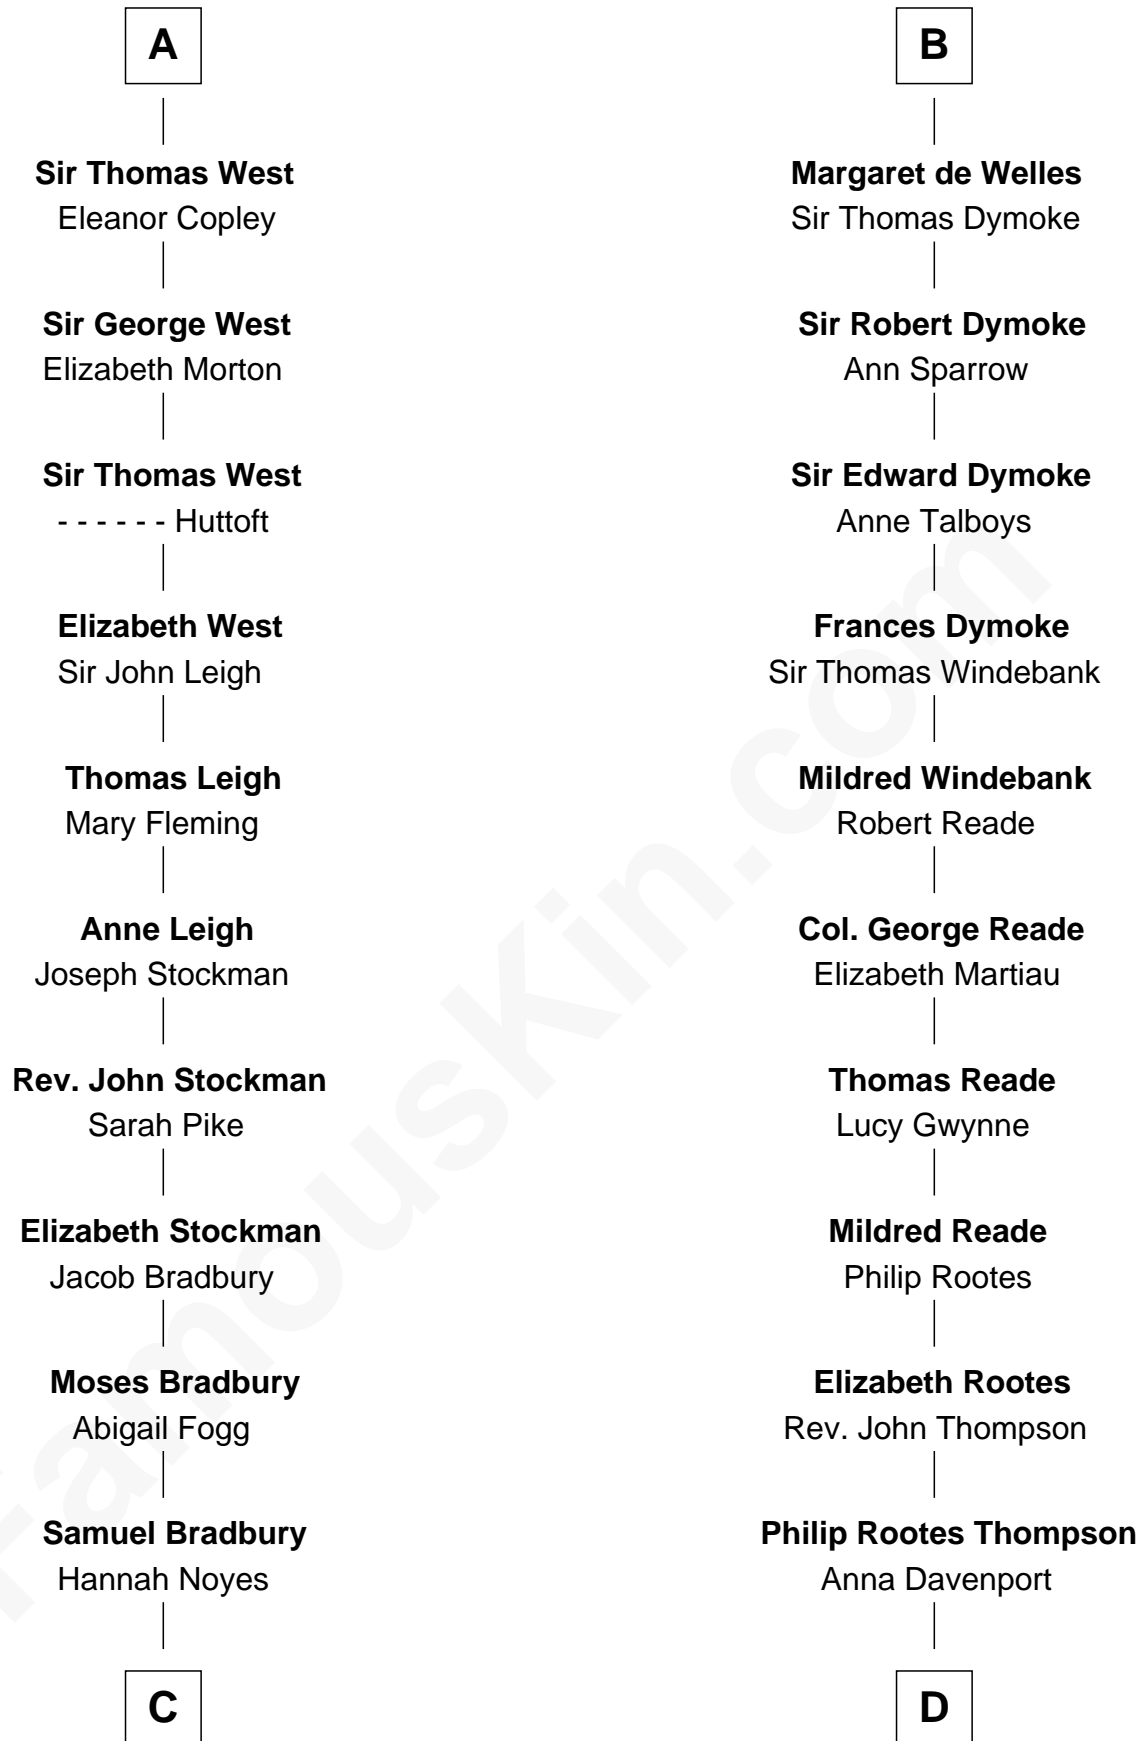 A
Sir Thomas West
Eleanor Copley
Sir George West
Elizabeth Morton
Sir Thomas West
- - - - - - Huttoft
Elizabeth West
Sir John Leigh
Thomas Leigh
Mary Fleming
Anne Leigh
Joseph Stockman
Rev. John Stockman
Sarah Pike
Elizabeth Stockman
Jacob Bradbury
Moses Bradbury
Abigail Fogg
Samuel Bradbury
Hannah Noyes
C
B
Margaret de Welles
Sir Thomas Dymoke
Sir Robert Dymoke
Ann Sparrow
Sir Edward Dymoke
Anne Talboys
Frances Dymoke
Sir Thomas Windebank
Mildred Windebank
Robert Reade
Col. George Reade
Elizabeth Martiau
Thomas Reade
Lucy Gwynne
Mildred Reade
Philip Rootes
Elizabeth Rootes
Rev. John Thompson
Philip Rootes Thompson
Anna Davenport
D
FamousKin.com